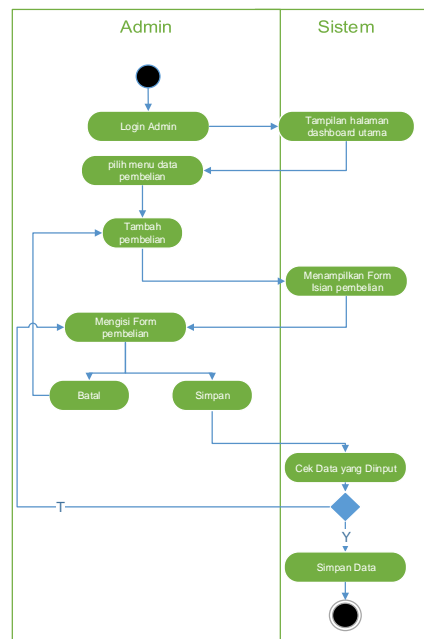 Admin
Sistem
Login Admin
Tampilan halaman
dashboard utama
pilih menu data
pembelian
Tambah
pembelian
Menampilkan Form
Isian pembelian
Mengisi Form
pembelian
Batal
Simpan
Cek Data yang Diinput
T
Y
Simpan Data